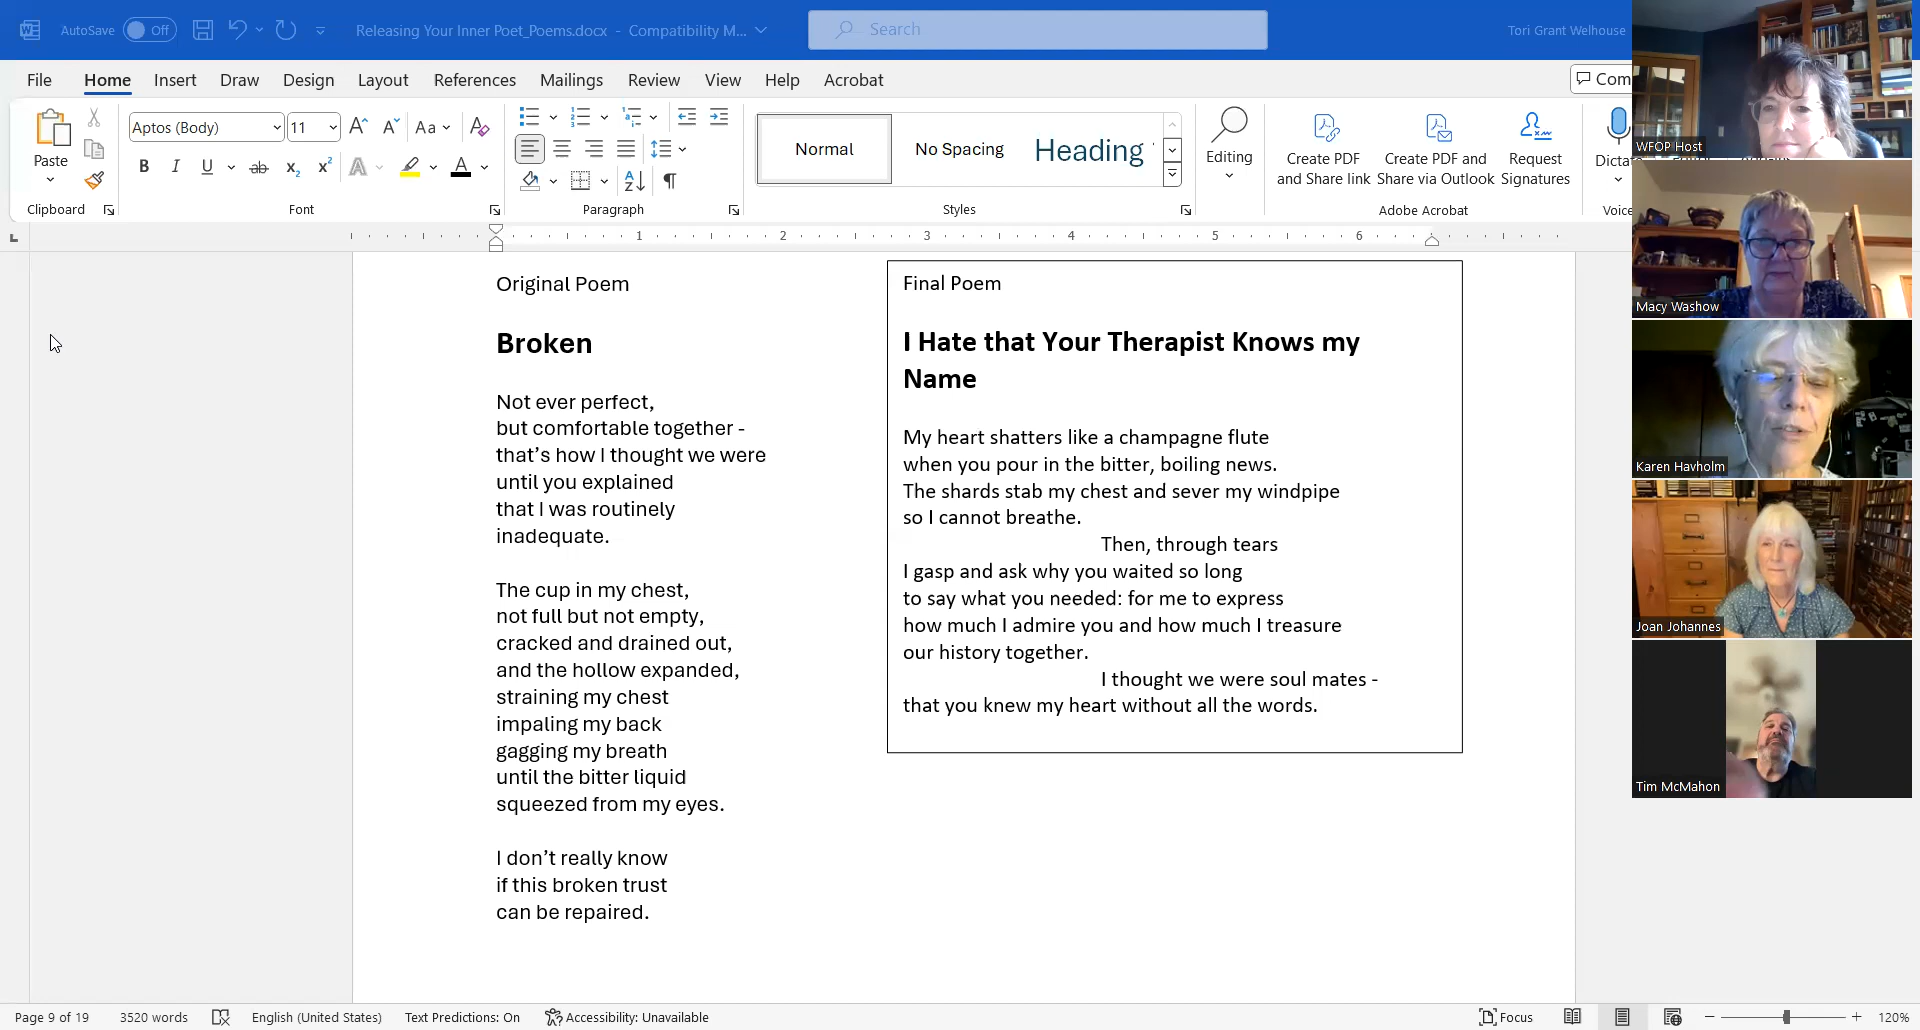 AutoSave Off
Releasing Your Inner Poet_Poems.docx - Compatibility M...
Search
Tori Grant Welhouse
File Home Insert Draw Design Layout References Mailings Review View Help Acrobat
Com
Paste
Clipboard
Aptos (Body) 11
Aa
B I U ab x2 x2 A A
Font
Paragraph
Normal
No Spacing
Heading
Styles
Editing
Create PDF
and Share link
Create PDF and
Share via Outlook
Request
Signatures
Adobe Acrobat
Dictat
Voice
1 2 3 4 5 6
Original Poem
Broken
Not ever perfect,
but comfortable together -
that’s how I thought we were
until you explained
that I was routinely
inadequate.
The cup in my chest,
not full but not empty,
cracked and drained out,
and the hollow expanded,
straining my chest
impaling my back
gagging my breath
until the bitter liquid
squeezed from my eyes.
I don’t really know
if this broken trust
can be repaired.
Final Poem
I Hate that Your Therapist Knows my
Name
My heart shatters like a champagne flute
when you pour in the bitter, boiling news.
The shards stab my chest and sever my windpipe
so I cannot breathe.
Then, through tears
I gasp and ask why you waited so long
to say what you needed: for me to express
how much I admire you and how much I treasure
our history together.
I thought we were soul mates -
that you knew my heart without all the words.
WFOP Host
Macy Washow
Karen Havholm
Joan Johannes
Tim McMahon
Page 9 of 19
3520 words
English (United States)
Text Predictions: On
Accessibility: Unavailable
Focus
120%